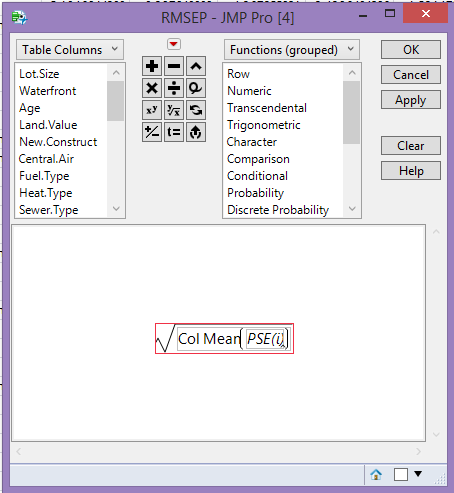 RMSEP - JMP Pro [4]
Table Columns
Functions (grouped)
OK
Cancel
Apply
Clear
Help
Lot.Size
Waterfront
Age
Land.Value
New.Construct
Central.Air
Fuel.Type
Heat.Type
Sewer.Type
x^y
y√x
+/-
t=
Row
Numeric
Transcendental
Trigonometric
Character
Comparison
Conditional
Probability
Discrete Probability
√ Col Mean( PSE(i) )